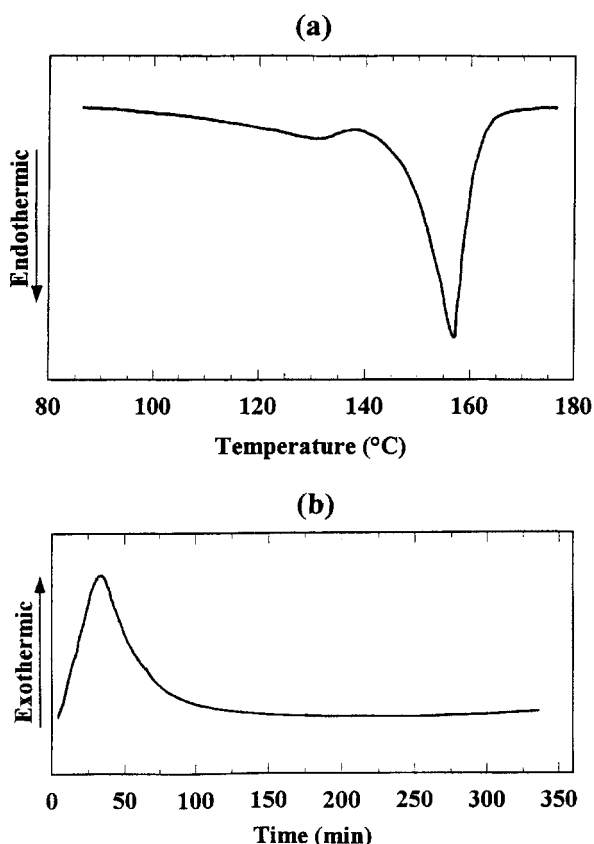 (a)
Endothermic
80 100 120 140 160 180
Temperature (°C)
(b)
Exothermic
0 50 100 150 200 250 300 350
Time (min)